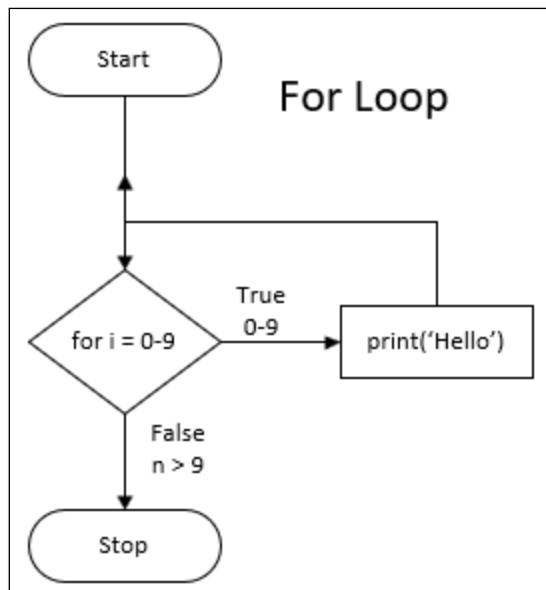 Start
For Loop
for i = 0-9
True
0-9
print(‘Hello’)
False
n > 9
Stop